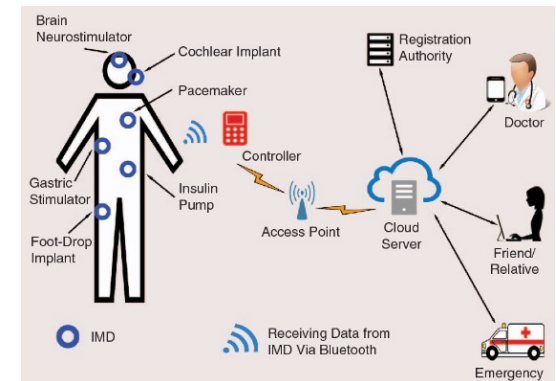 Brain
Neurostimulator
Cochlear Implant
Pacemaker
Gastric
Stimulator
Insulin
Pump
Foot-Drop
Implant
Controller
Access Point
Cloud
Server
Registration
Authority
Doctor
Friend/
Relative
Emergency
IMD
Receiving Data from
IMD Via Bluetooth